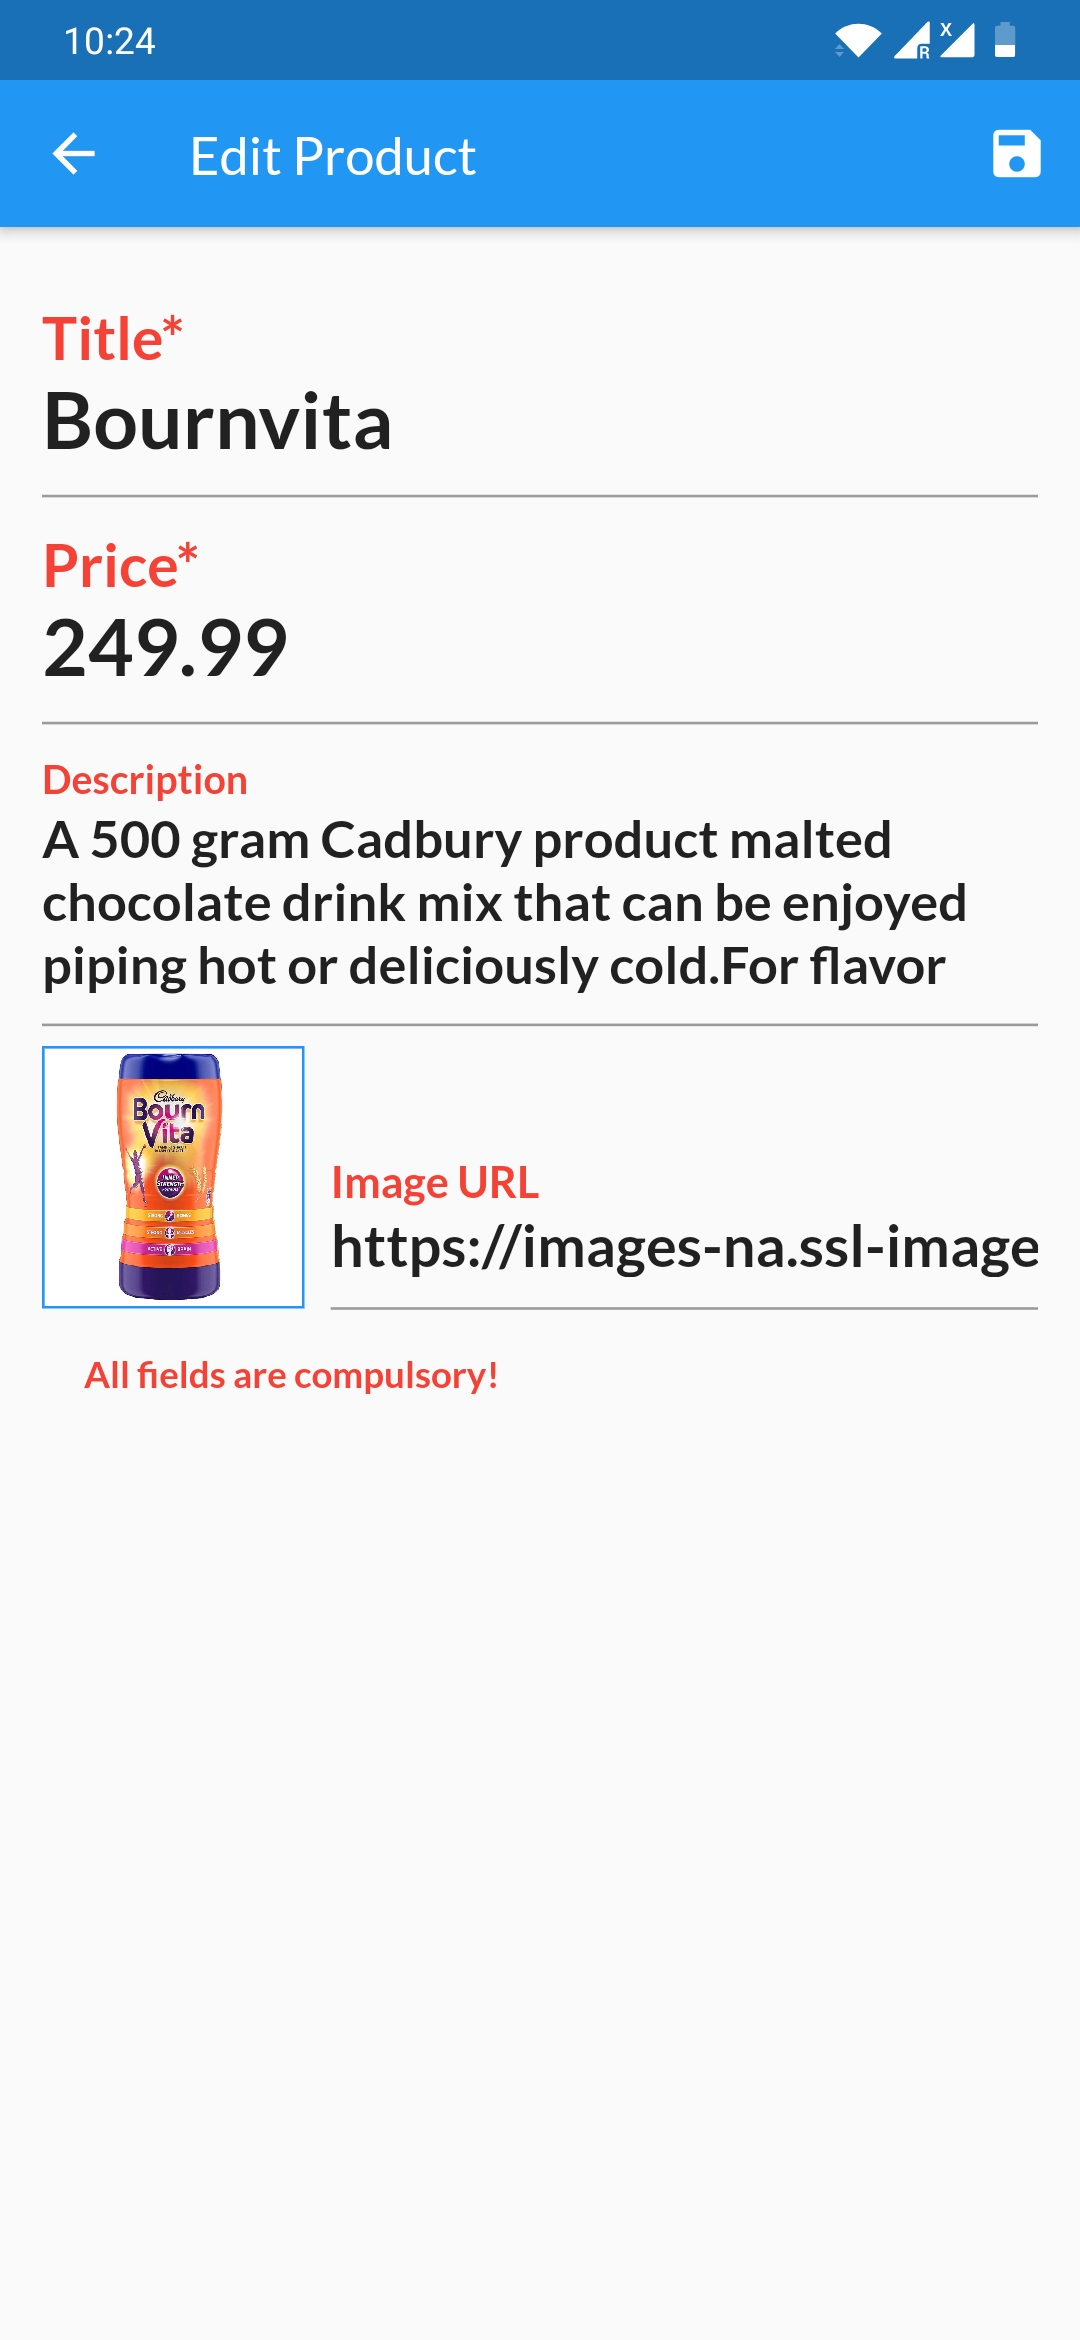 10:24
R
X
Edit Product
Title*
Bournvita
Price*
249.99
Description
A 500 gram Cadbury product malted
chocolate drink mix that can be enjoyed
piping hot or deliciously cold.For flavor
Cadbury
Bourn
Vita
INNER
STRENGTH
Image URL
https://images-na.ssl-image
All fields are compulsory!